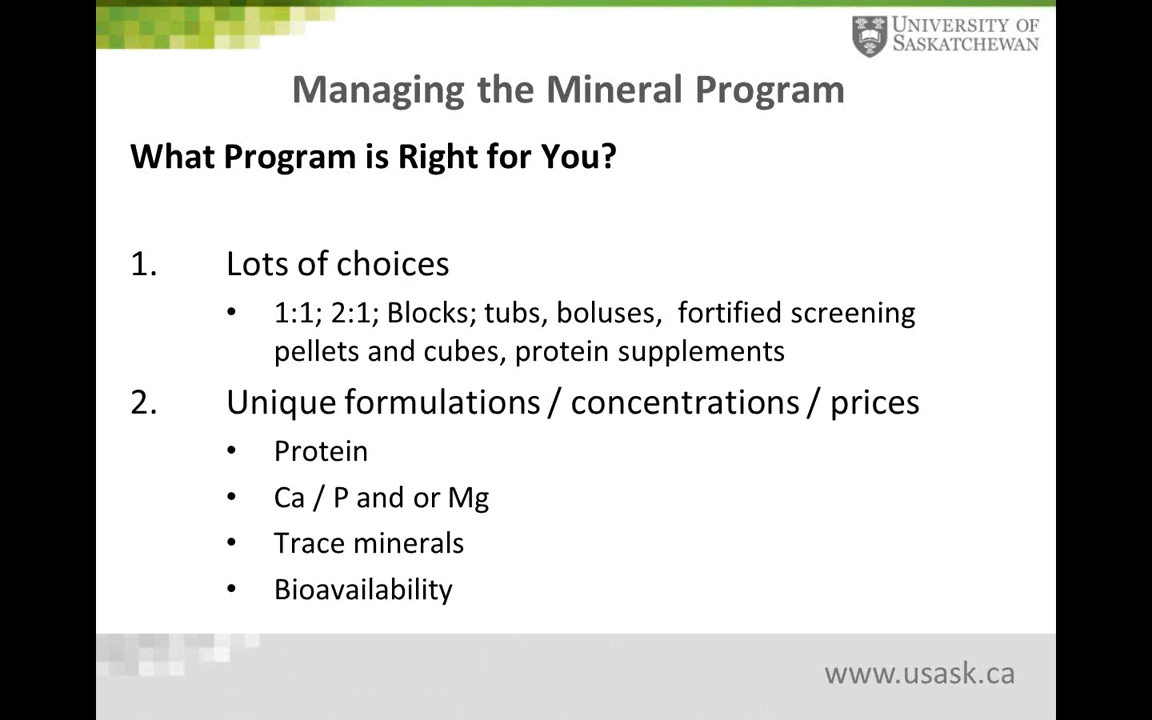 UNIVERSITY OF
SASKATCHEWAN
Managing the Mineral Program
What Program is Right for You?
1. Lots of choices
• 1:1; 2:1; Blocks; tubs, boluses, fortified screening
pellets and cubes, protein supplements
2. Unique formulations / concentrations / prices
• Protein
• Ca / P and or Mg
• Trace minerals
• Bioavailability
www.usask.ca